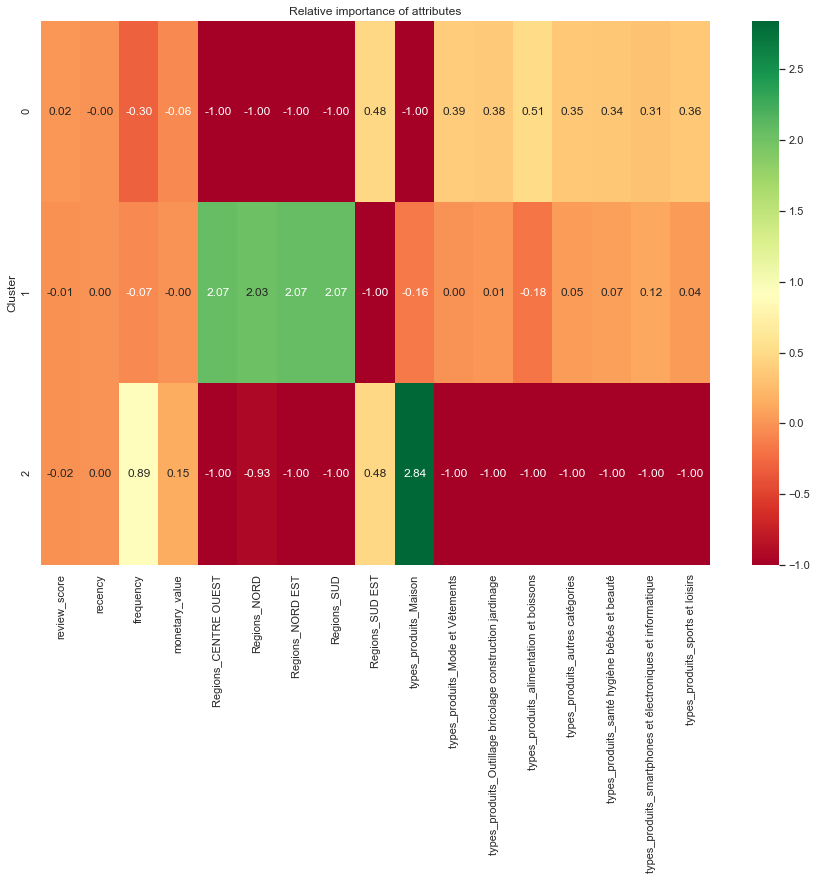 Relative importance of attributes
Cluster
0
0.02 -0.00 -0.30 -0.06 -1.00 -1.00 -1.00 -1.00 0.48 -1.00 0.39 0.38 0.51 0.35 0.34 0.31 0.36
1
-0.01 0.00 -0.07 -0.00 2.07 2.03 2.07 2.07 -1.00 -0.16 0.00 0.01 -0.18 0.05 0.07 0.12 0.04
2
-0.02 0.00 0.89 0.15 -1.00 -0.93 -1.00 -1.00 0.48 2.84 -1.00 -1.00 -1.00 -1.00 -1.00 -1.00 -1.00
review_score
recency
frequency
monetary_value
Regions_CENTRE OUEST
Regions_NORD
Regions_NORD EST
Regions_SUD
Regions_SUD EST
types_produits_Maison
types_produits_Mode et Vêtements
types_produits_Outillage bricolage construction jardinage
types_produits_alimentation et boissons
types_produits_autres catégories
types_produits_santé hygiène bébés et beauté
types_produits_smartphones et électroniques et informatique
types_produits_sports et loisirs
2.5
2.0
1.5
1.0
0.5
0.0
−0.5
−1.0